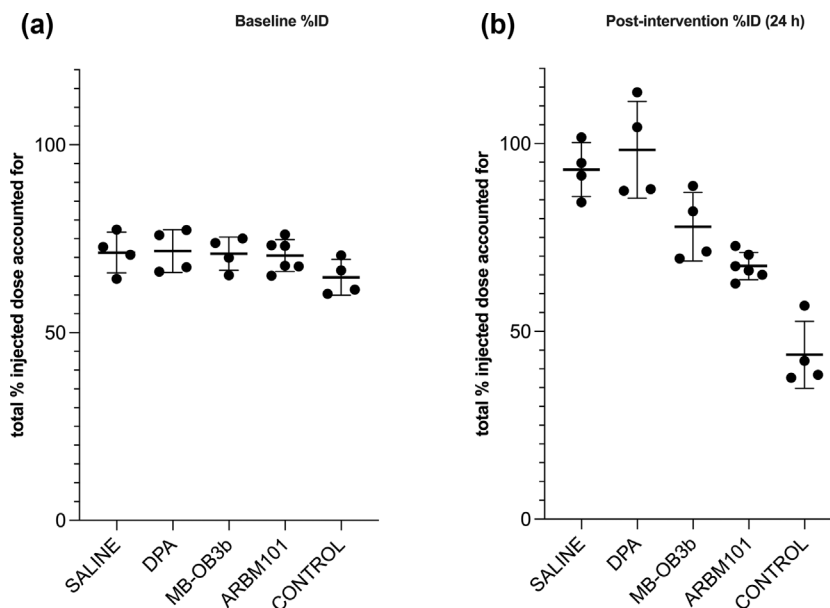 (a)
Baseline %ID
total % injected dose accounted for
100
50
0
SALINE
DPA
MB-OB3b
ARBM101
CONTROL
(b)
Post-intervention %ID (24 h)
total % injected dose accounted for
100
50
0
SALINE
DPA
MB-OB3b
ARBM101
CONTROL